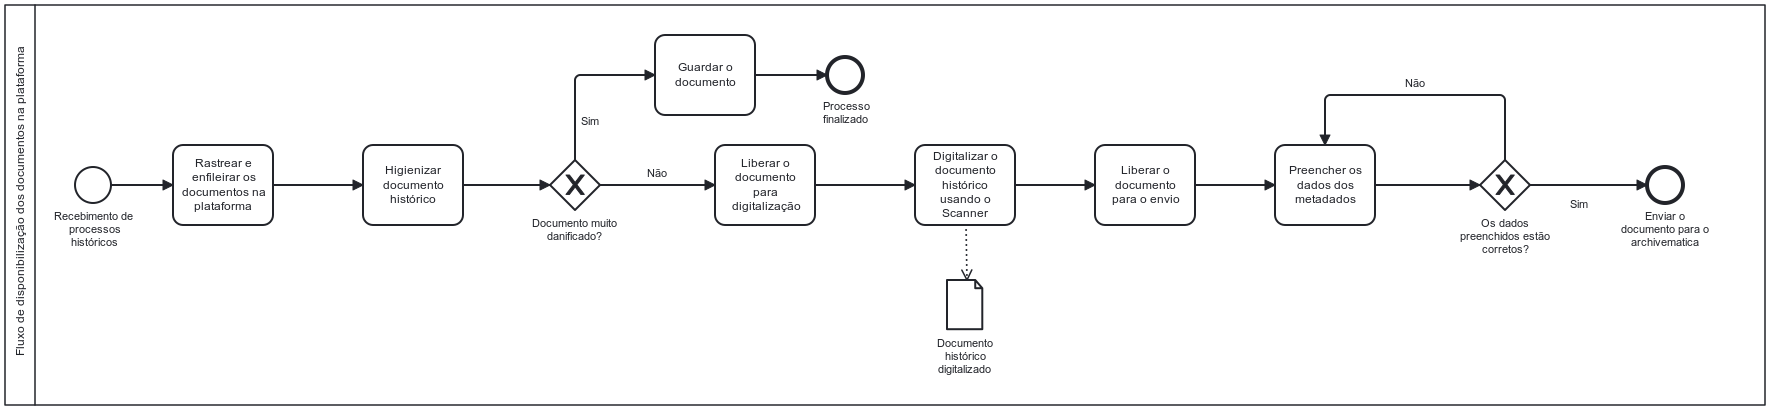 Fluxo de disponibilização dos documentos na plataforma
Recebimento de
processos
históricos
Rastrear e
enfileirar os
documentos na
plataforma
Higienizar
documento
histórico
Documento muito
danificado?
Sim
Guardar o
documento
Processo
finalizado
Não
Liberar o
documento
para
digitalização
Digitalizar o
documento
histórico
usando o
Scanner
Documento
histórico
digitalizado
Liberar o
documento
para o envio
Preencher os
dados dos
metadados
Não
Os dados
preenchidos estão
corretos?
Sim
Enviar o
documento para o
archivematica